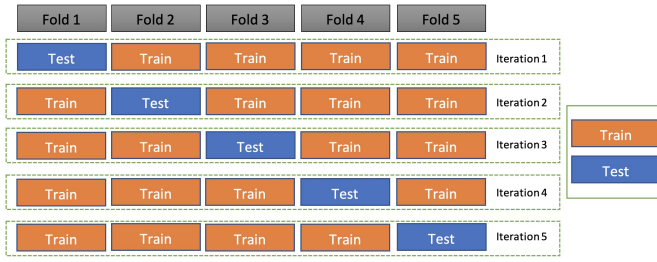 Fold 1 Fold 2 Fold 3 Fold 4 Fold 5
Test Train Train Train Train Iteration 1
Train Test Train Train Train Iteration 2
Train Train Test Train Train Iteration 3
Train Train Train Test Train Iteration 4
Train Train Train Train Test Iteration 5
Train
Test